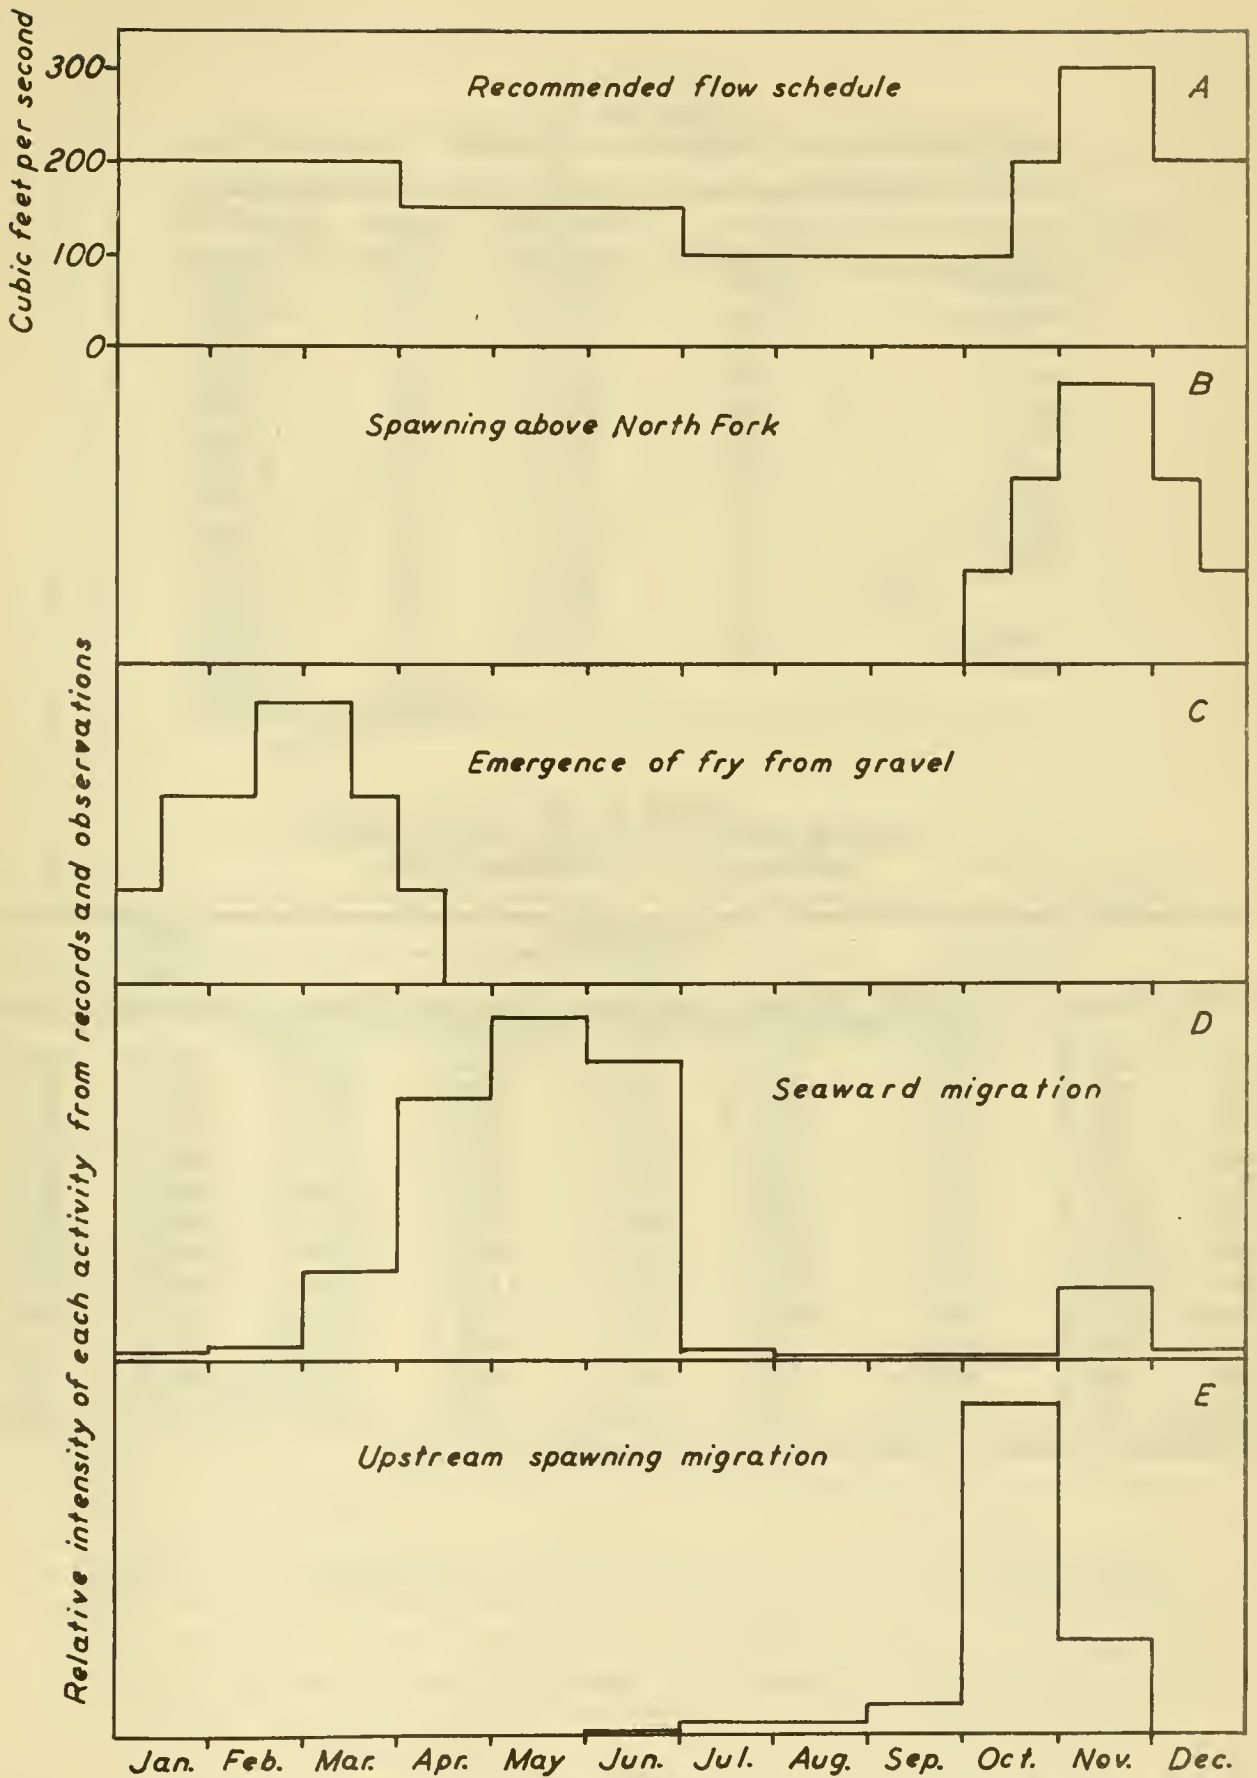 Cubic feet per second
300
200
100
0
Recommended flow schedule
A
Spawning above North Fork
B
Relative intensity of each activity from records and observations
Emergence of fry from gravel
C
Seaward migration
D
Upstream spawning migration
E
Jan. Feb. Mar. Apr. May Jun. Jul. Aug. Sep. Oct. Nov. Dec.